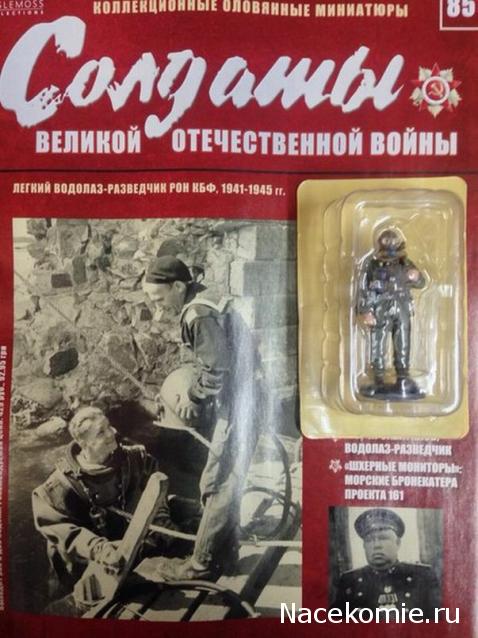 КОЛЛЕКЦИОННЫЕ ОЛОВЯННЫЕ МИНИАТЮРЫ
85
Солдаты
ВЕЛИКОЙ ОТЕЧЕСТВЕННОЙ ВОЙНЫ
ЛЕГКИЙ ВОДОЛАЗ-РАЗВЕДЧИК РОН КБФ, 1941-1945 гг.
ВОДОЛАЗ-РАЗВЕДЧИК
«ШХЕРНЫЕ МОНИТОРЫ»:
МОРСКИЕ БРОНЕКАТЕРА
ПРОЕКТА 161
Nacekomie.ru